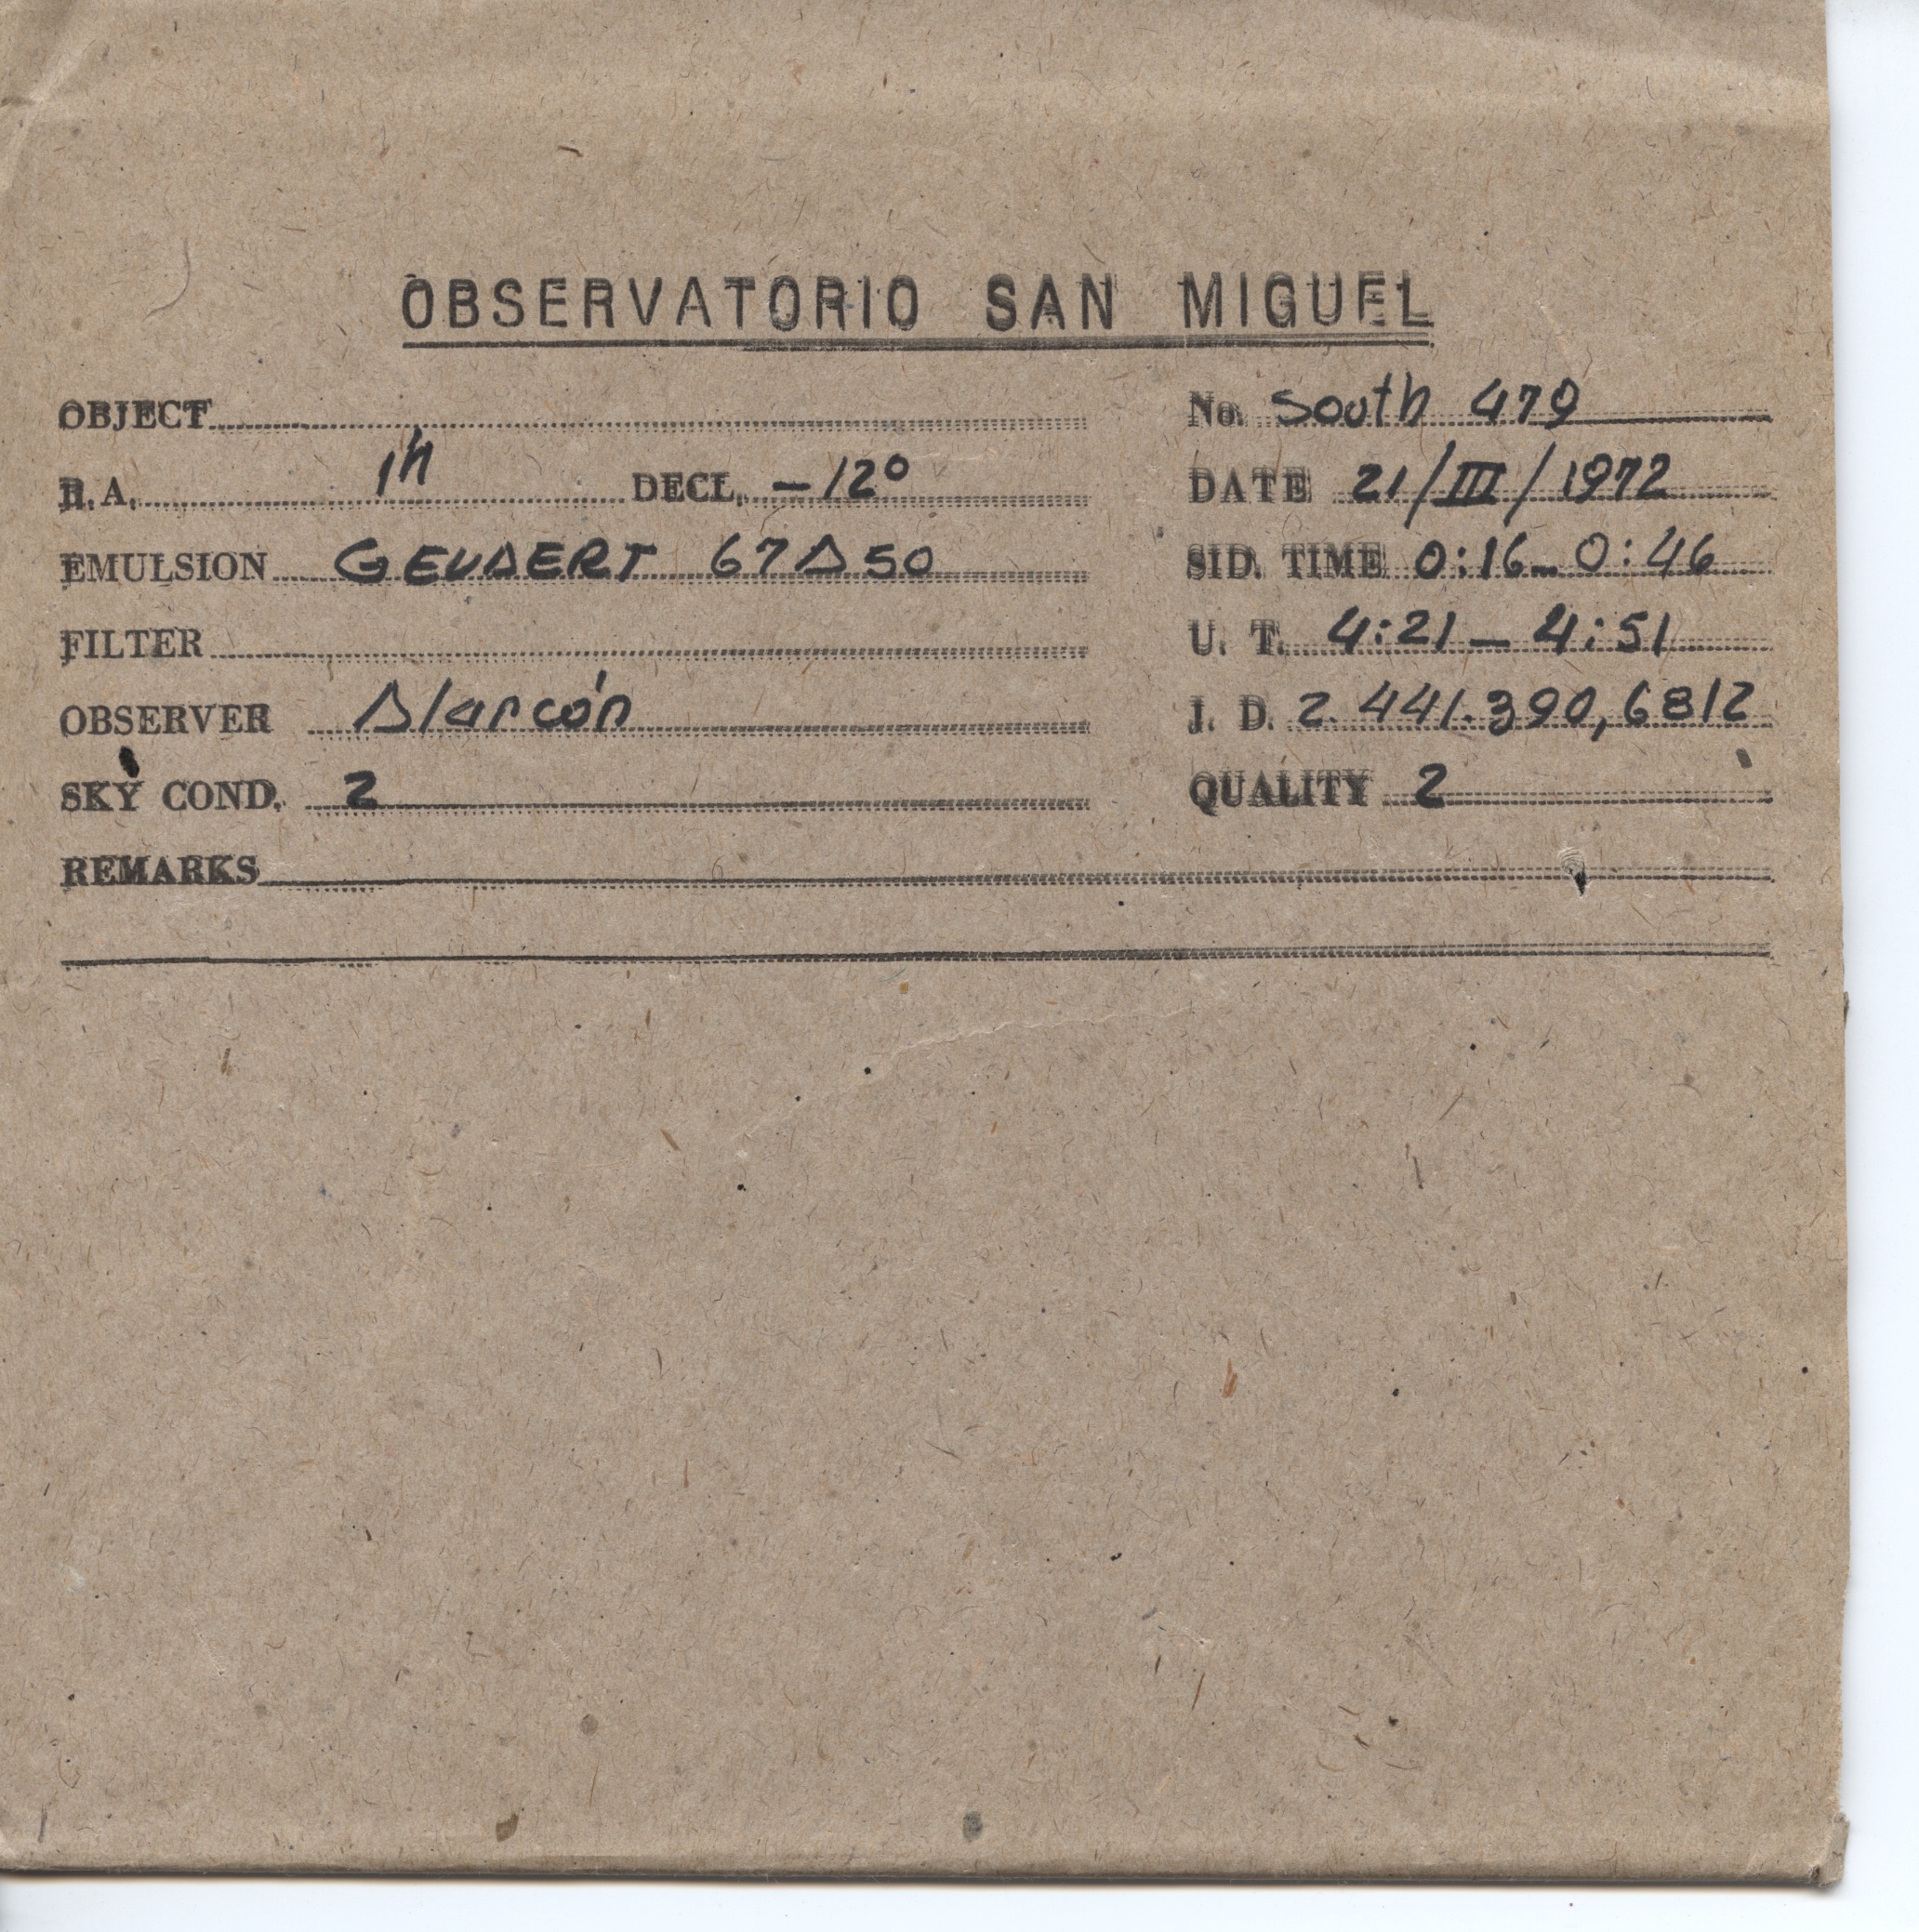 OBSERVATORIO SAN MIGUEL
OBJECT No. South 479
R.A. 1h DECL. -12° DATE 21/III/1972
EMULSION GEVAERT 67A50 SID. TIME 0:16-0:46
FILTER U. T. 4:21-4:51
OBSERVER Alarcón J. D. 2.441.390,6812
SKY COND. 2 QUALITY 2
REMARKS